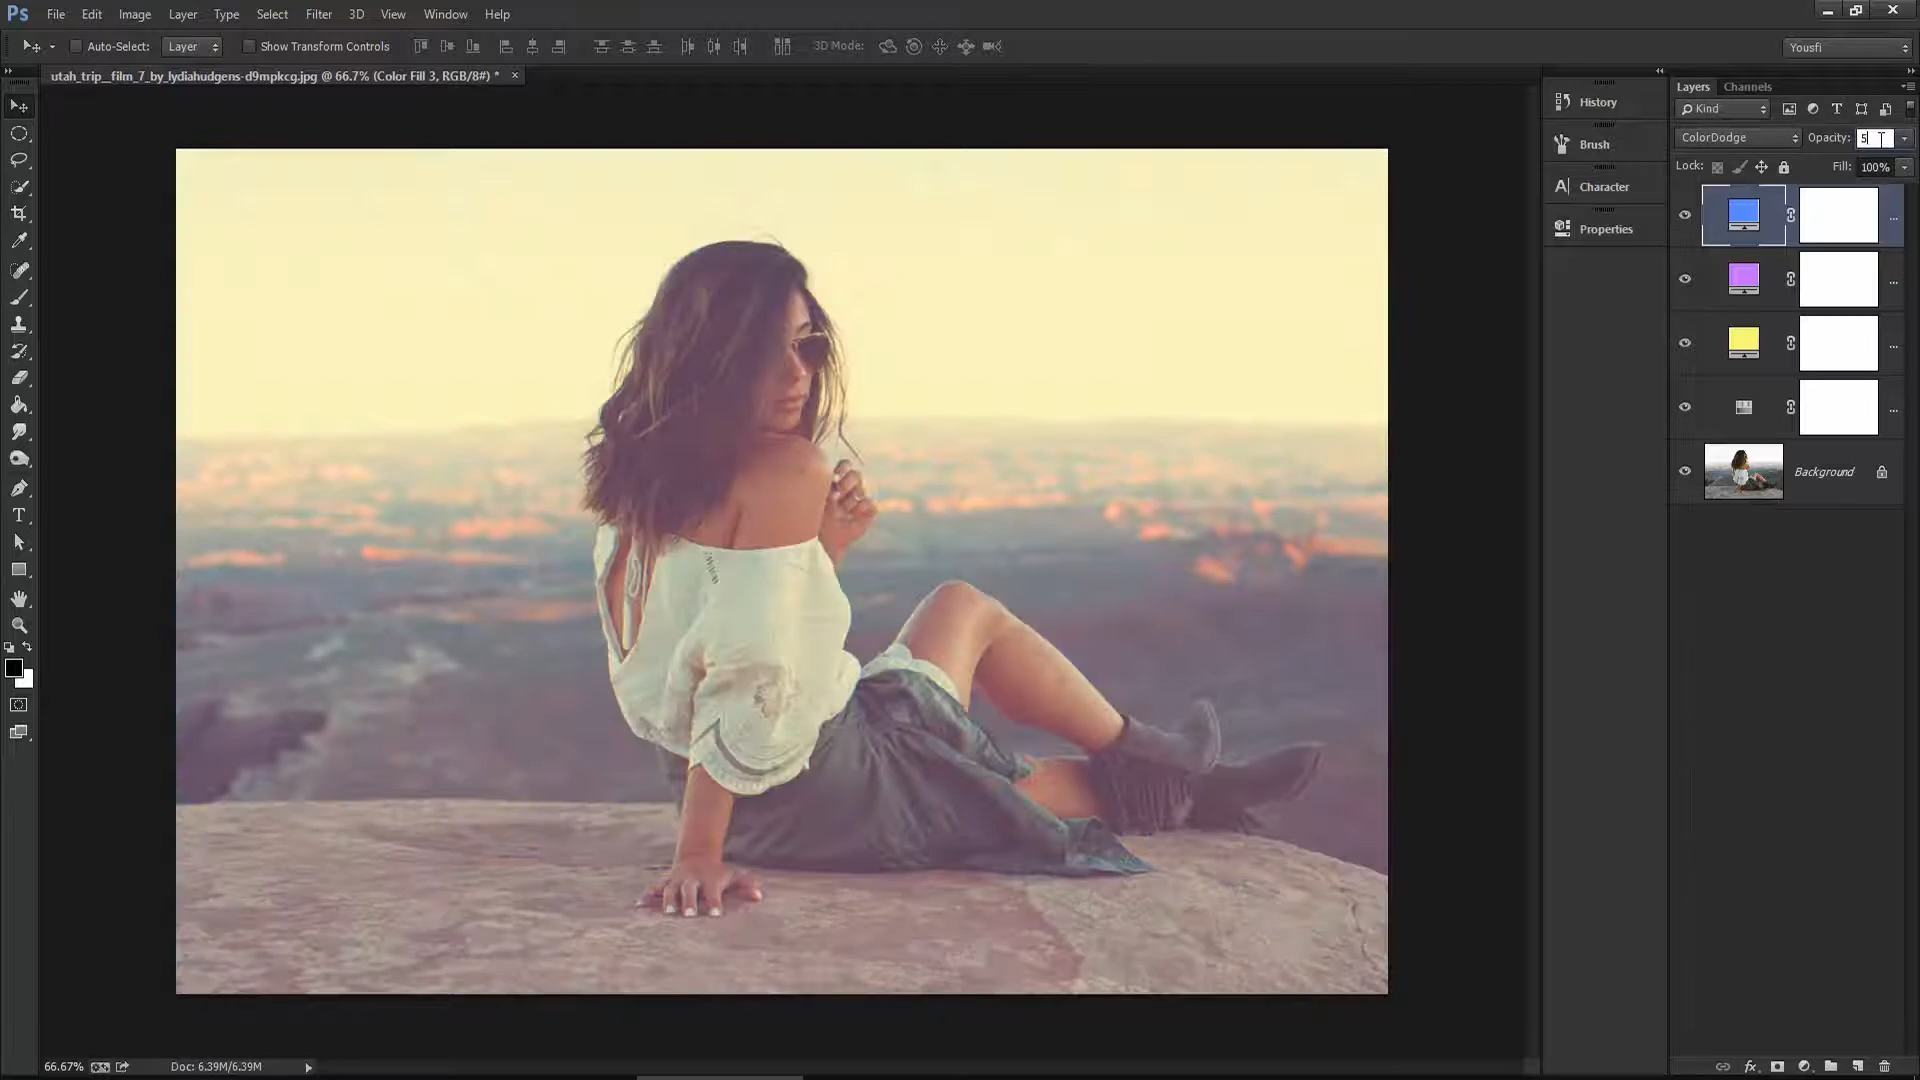 Ps File Edit Image Layer Type Select Filter 3D View Window Help
Auto-Select: Layer Show Transform Controls 3D Mode: Yousfi
utah_trip__film_7_by_lydiahudgens-d9mpkcg.jpg @ 66.7% (Color Fill 3, RGB/8#) * ×
Layers Channels
History
Kind
Brush
ColorDodge Opacity: 5
Lock: Fill: 100%
Character
Properties
...
...
...
...
Background
66.67% Doc: 6.39M/6.39M